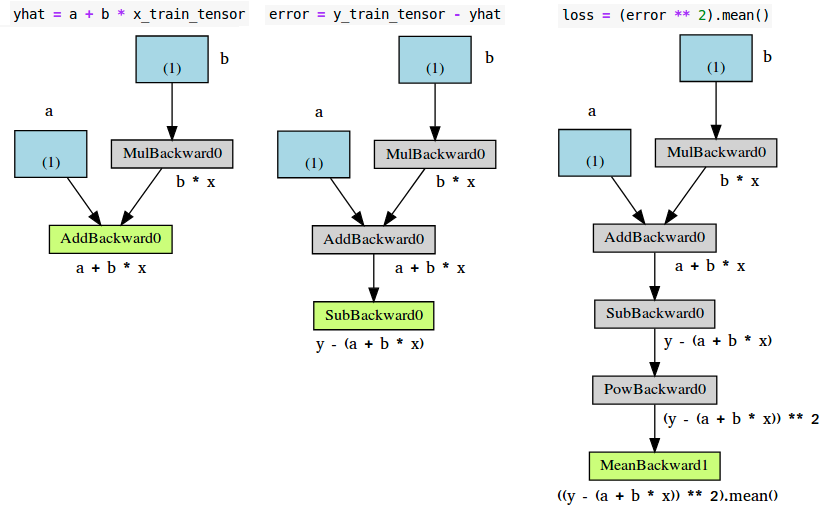 yhat = a + b * x_train_tensor
b
(1)
a
(1)
MulBackward0
b * x
AddBackward0
a + b * x
error = y_train_tensor - yhat
b
(1)
a
(1)
MulBackward0
b * x
AddBackward0
a + b * x
SubBackward0
y - (a + b * x)
loss = (error ** 2).mean()
b
(1)
a
(1)
MulBackward0
b * x
AddBackward0
a + b * x
SubBackward0
y - (a + b * x)
PowBackward0
(y - (a + b * x)) ** 2
MeanBackward1
((y - (a + b * x)) ** 2).mean()